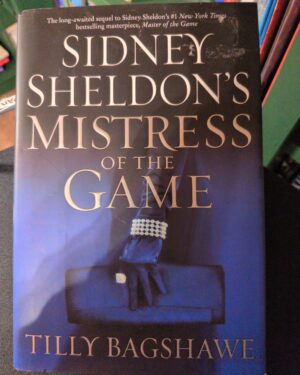 The long-awaited sequel to Sidney Sheldon's #1 New York Times
bestselling masterpiece, Master of the Game
SIDNEY
SHELDON'S
MISTRESS
OF THE
GAME
TILLY BAGSHAWE